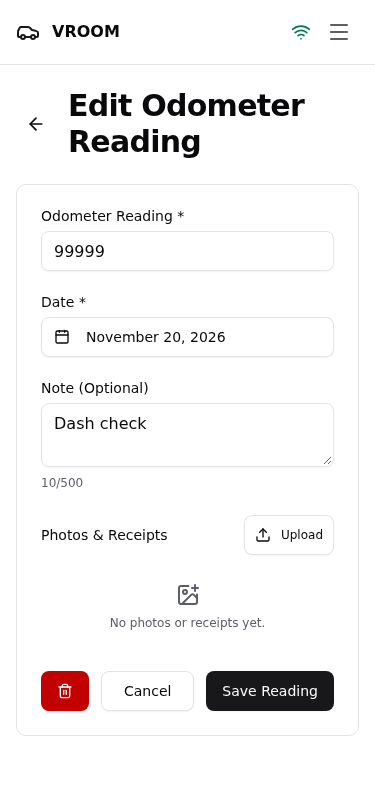 VROOM
Edit Odometer
Reading
Odometer Reading *
99999
Date *
November 20, 2026
Note (Optional)
Dash check
10/500
Photos & Receipts
Upload
No photos or receipts yet.
Cancel
Save Reading